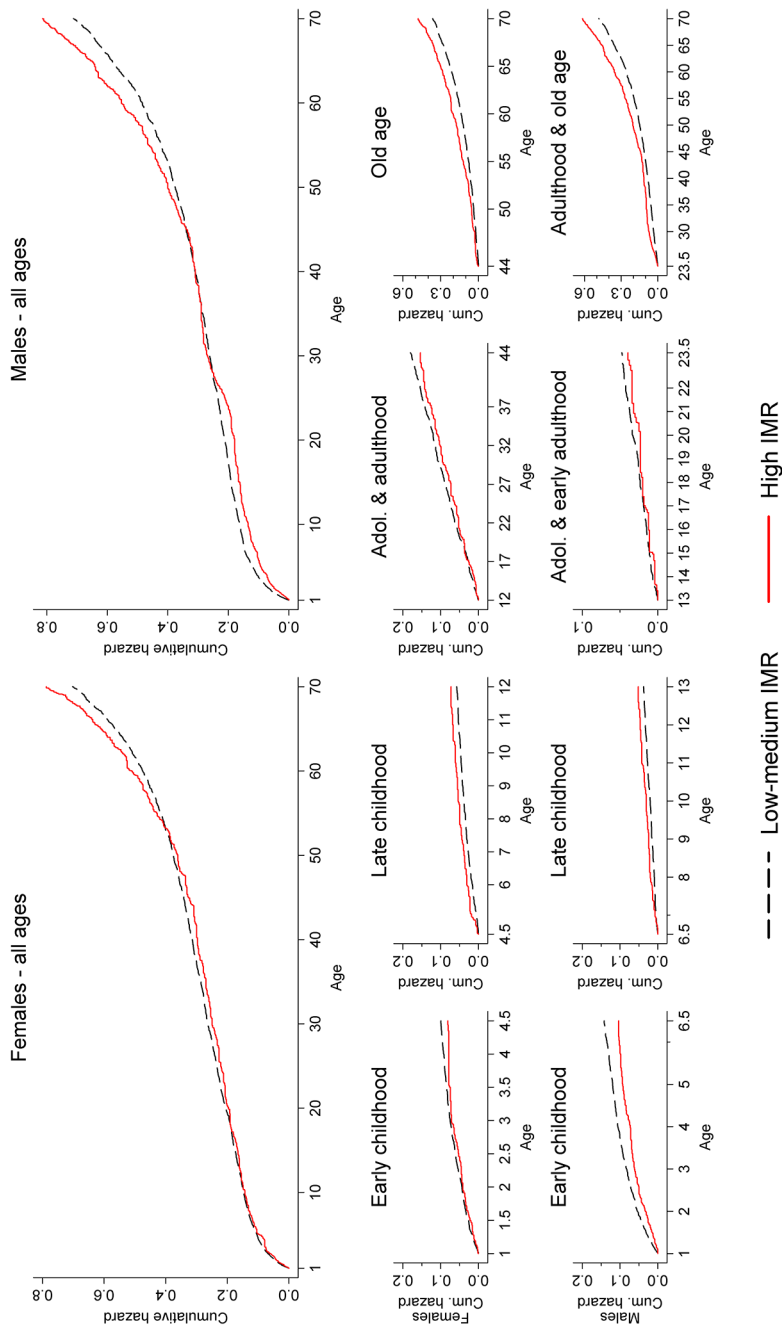 Females - all ages
Cumulative hazard
0.0 0.2 0.4 0.6 0.8
1 10 20 30 40 50 60 70
Age
Males - all ages
Cumulative hazard
0.0 0.2 0.4 0.6 0.8
1 10 20 30 40 50 60 70
Age
Females
Early childhood
Cum. hazard
0.0 0.1 0.2
1 1.5 2 2.5 3 3.5 4 4.5
Age
Late childhood
Cum. hazard
0.0 0.1 0.2
4.5 6 7 8 9 10 11 12
Age
Adol. & adulthood
Cum. hazard
0.0 0.1 0.2
12 17 22 27 32 37 44
Age
Old age
Cum. hazard
0.0 0.3 0.6
44 50 55 60 65 70
Age
Males
Early childhood
Cum. hazard
0.0 0.1 0.2
1 2 3 4 5 6.5
Age
Late childhood
Cum. hazard
0.0 0.1 0.2
6.5 8 9 10 11 12 13
Age
Adol. & early adulthood
Cum. hazard
0.0 0.1
13 14 15 16 17 18 19 20 21 22 23.5
Age
Adulthood & old age
Cum. hazard
0.0 0.3 0.6
23.5 30 35 40 45 50 55 60 65 70
Age
Low-medium IMR
High IMR